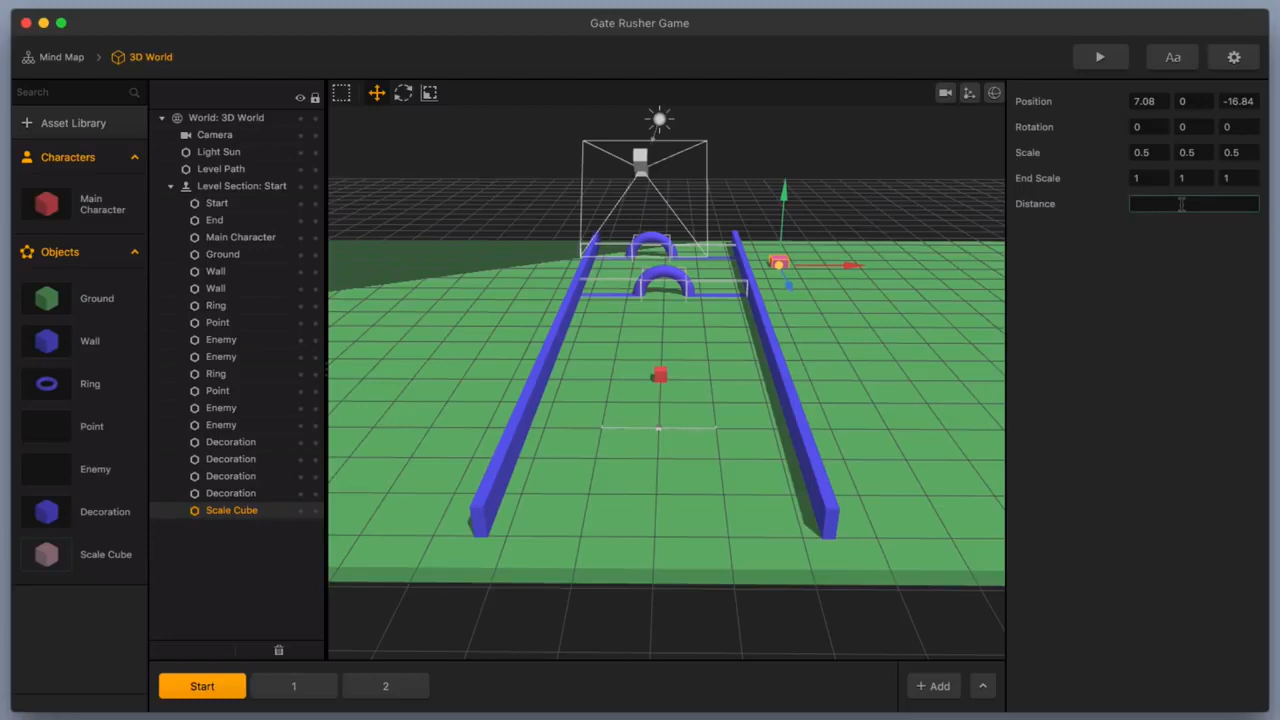 Gate Rusher Game
Mind Map
3D World
Aa
Search
Asset Library
Characters
Main Character
Objects
Ground
Wall
Ring
Point
Enemy
Decoration
Scale Cube
World: 3D World
Camera
Light Sun
Level Path
Level Section: Start
Start
End
Main Character
Ground
Wall
Wall
Ring
Point
Enemy
Enemy
Ring
Point
Enemy
Enemy
Decoration
Decoration
Decoration
Decoration
Scale Cube
Position 7.08 0 -16.84
Rotation 0 0 0
Scale 0.5 0.5 0.5
End Scale 1 1 1
Distance
Start
1
2
+ Add